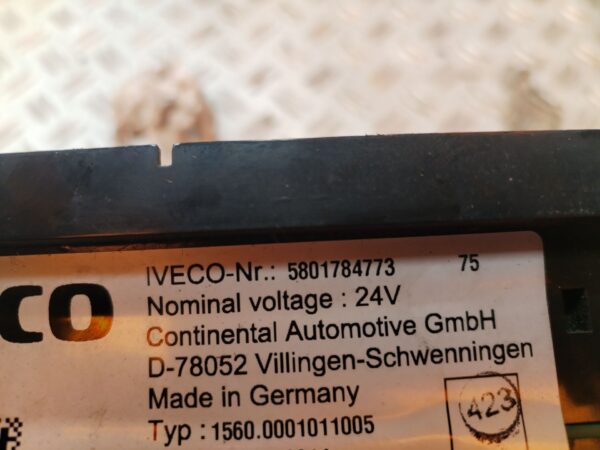 IVECO-Nr.: 5801784773 75
CO
Nominal voltage : 24V
Continental Automotive GmbH
D-78052 Villingen-Schwenningen
Made in Germany
423
Typ : 1560.0001011005